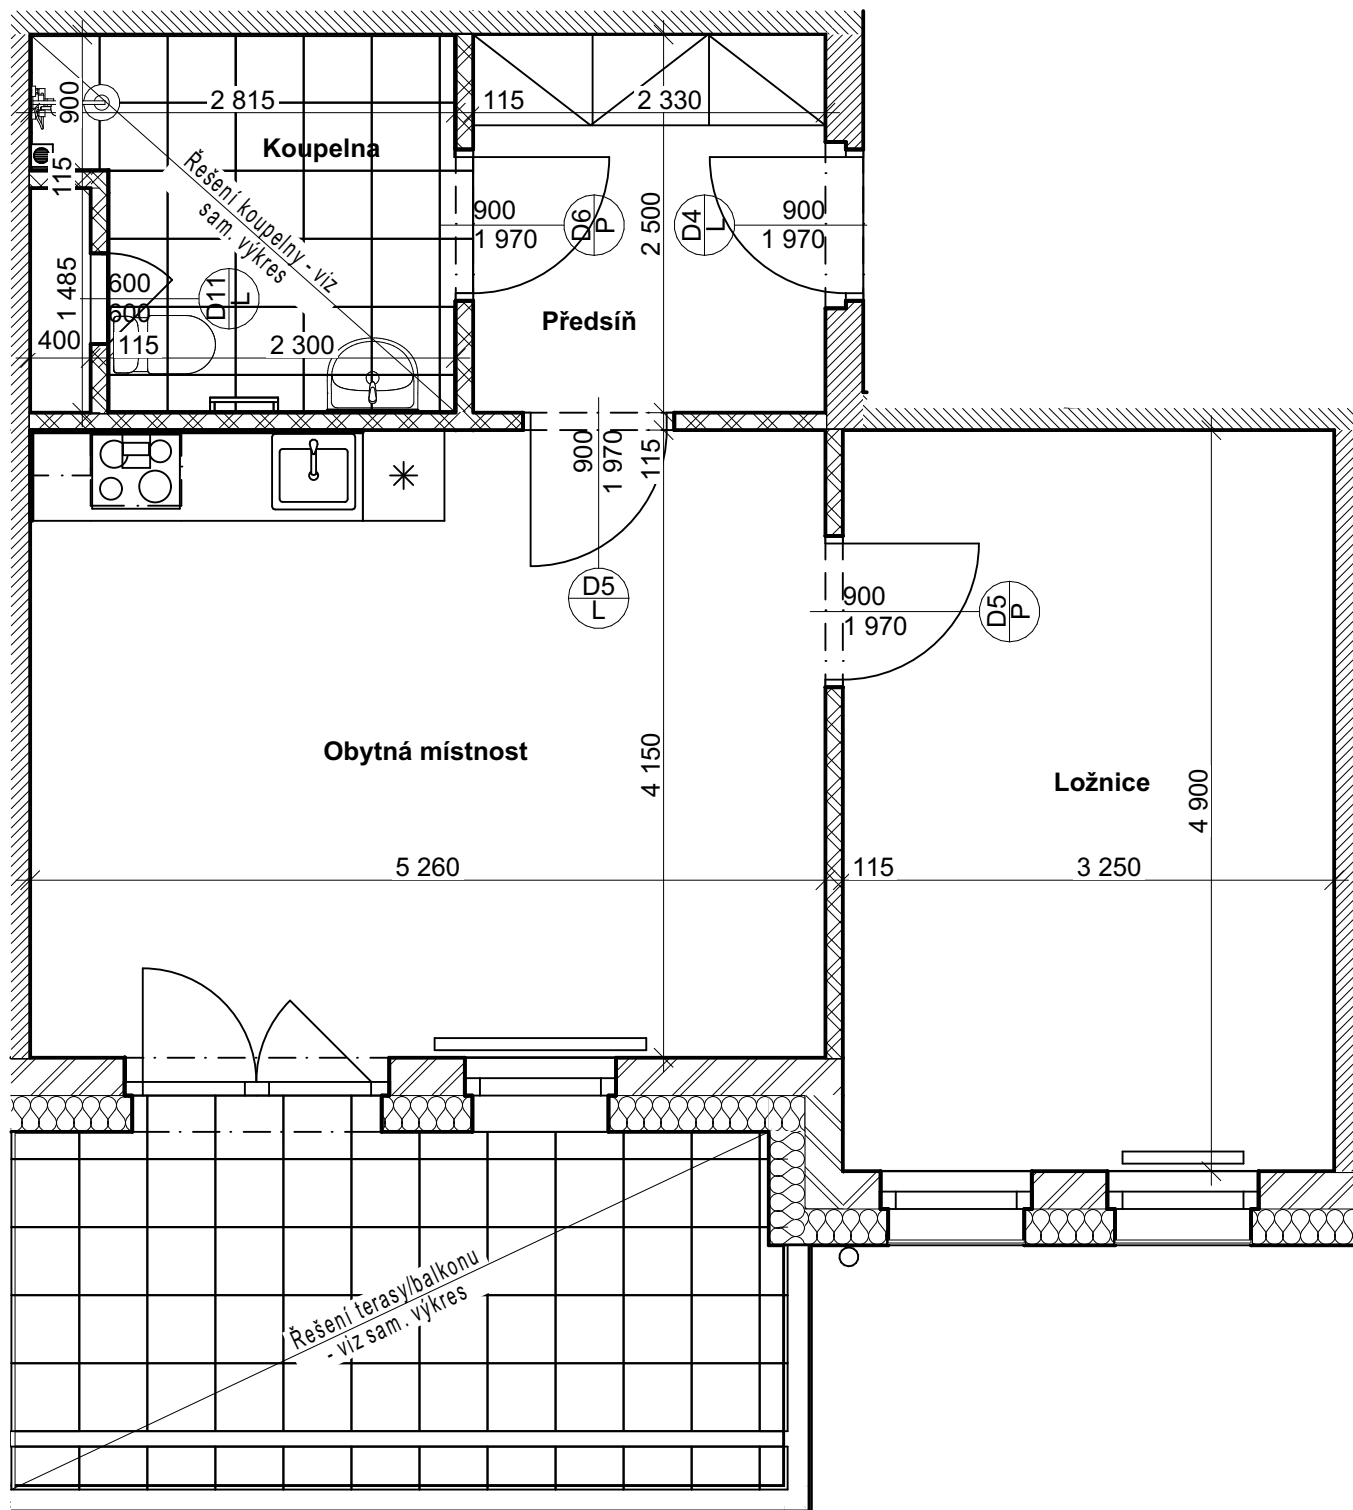 900
2 815
115
2 330
Koupelna
115
Řešení koupelny - viz
sam. výkres
900
1 970
D6
P
2 500
D4
L
900
1 970
1 485
600
600
D11
L
Předsíň
400
115
2 300
900
1 970
115
D5
L
900
1 970
D5
P
Obytná místnost
4 150
Ložnice
4 900
5 260
115
3 250
Řešení terasy/balkonu
- viz sam. výkres